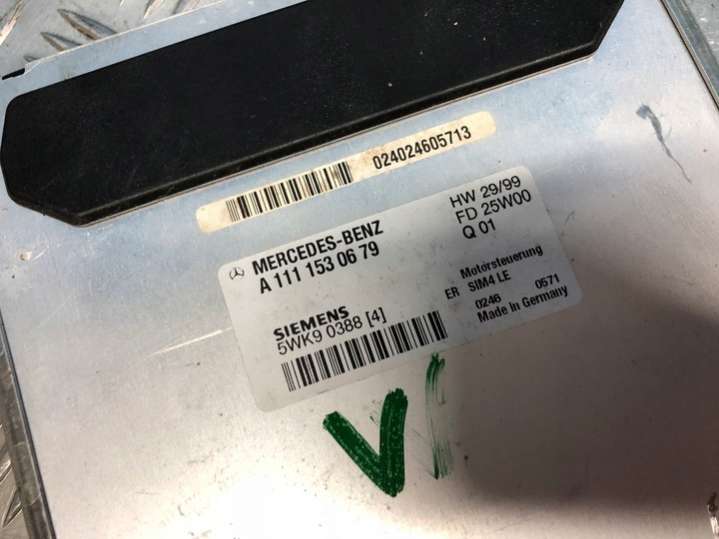 024024605713
MERCEDES-BENZ
A 111 153 06 79
HW 29/99
FD 25W00
Q 01
SIEMENS
5WK9 0388 [4]
Motorsteuerung
ER SIM4 LE
0246 0571
Made in Germany
V